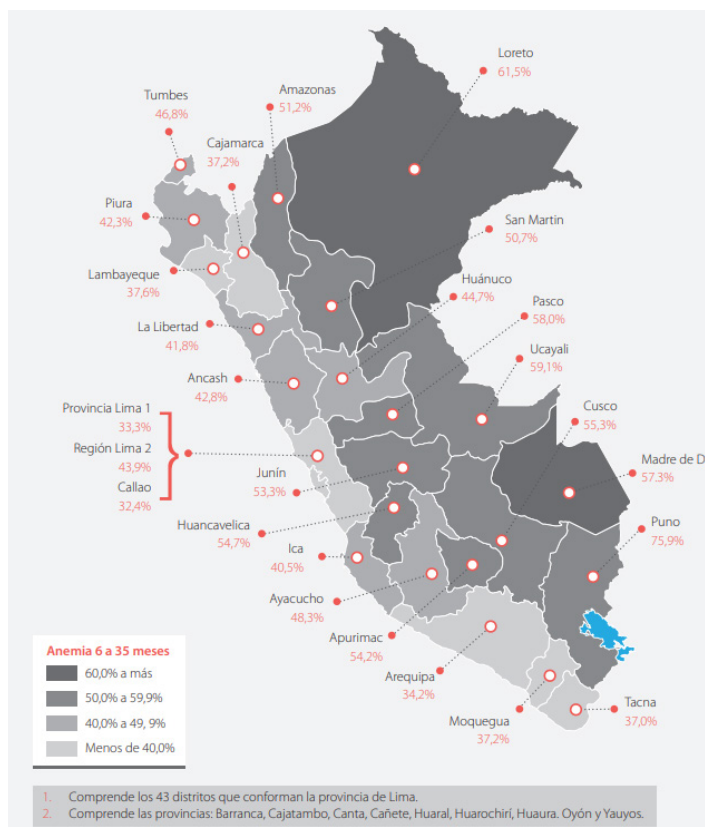 Loreto
61,5%
Amazonas
51,2%
Tumbes
46,8%
Cajamarca
37,2%
Piura
42,3%
San Martin
50,7%
Lambayeque
37,6%
Huánuco
44,7%
Pasco
58,0%
La Libertad
41,8%
Ucayali
59,1%
Ancash
42,8%
Provincia Lima 1
33,3%
Región Lima 2
43,9%
Callao
32,4%
Cusco
55,3%
Junín
53,3%
Madre de D
57.3%
Huancavelica
54,7%
Puno
75,9%
Ica
40,5%
Ayacucho
48,3%
Apurimac
54,2%
Arequipa
34,2%
Moquegua
37,2%
Tacna
37,0%
Anemia 6 a 35 meses
60,0% a más
50,0% a 59,9%
40,0% a 49, 9%
Menos de 40,0%
1. Comprende los 43 distritos que conforman la provincia de Lima.
2. Comprende las provincias: Barranca, Cajatambo, Canta, Cañete, Huaral, Huarochirí, Huaura. Oyón y Yauyos.